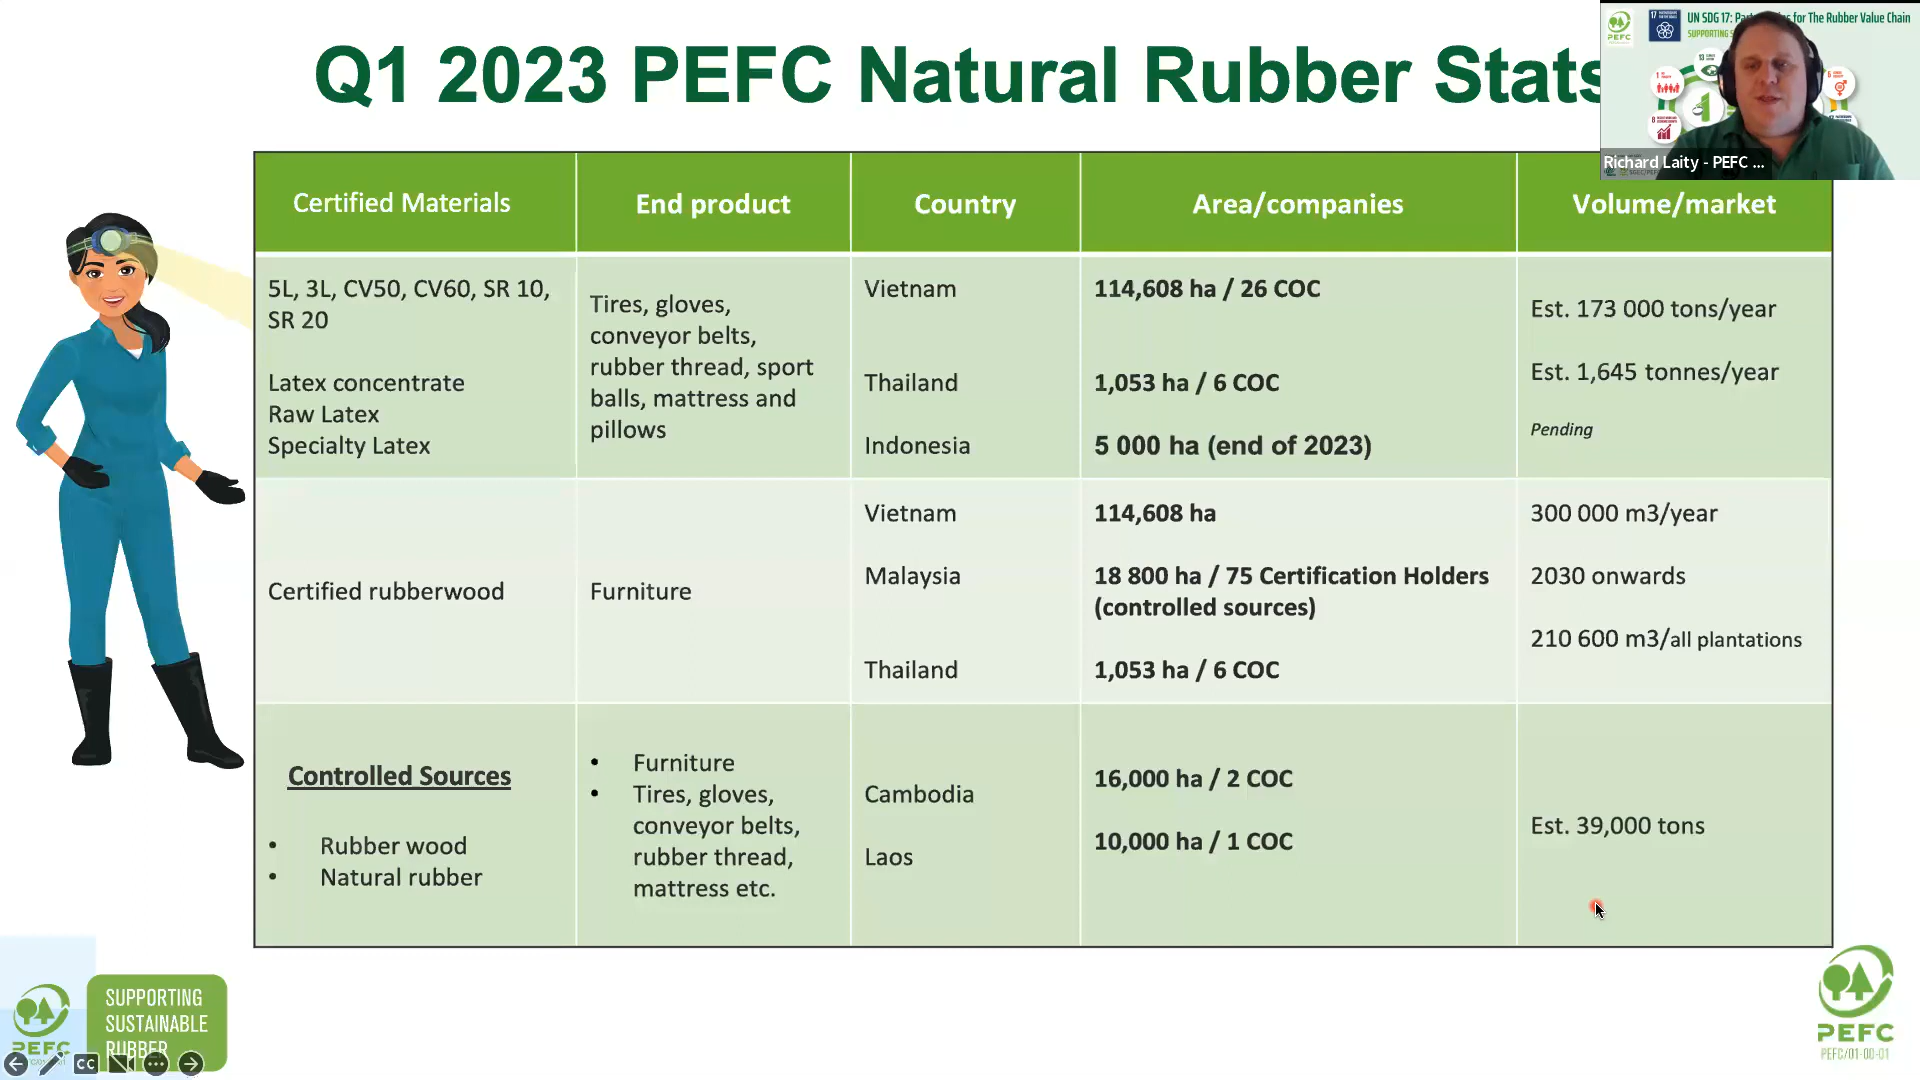 Q1 2023 PEFC Natural Rubber Stats
UN SDG 17: for The Rubber Value Chain
SUPPORTING
PEFC
17
Richard Laity - PEFC ...
Certified Materials
End product
Country
Area/companies
Volume/market
5L, 3L, CV50, CV60, SR 10,
SR 20
Latex concentrate
Raw Latex
Specialty Latex
Tires, gloves,
conveyor belts,
rubber thread, sport
balls, mattress and
pillows
Vietnam
Thailand
Indonesia
114,608 ha / 26 COC
1,053 ha / 6 COC
5 000 ha (end of 2023)
Est. 173 000 tons/year
Est. 1,645 tonnes/year
Pending
Certified rubberwood
Furniture
Vietnam
Malaysia
Thailand
114,608 ha
18 800 ha / 75 Certification Holders
(controlled sources)
1,053 ha / 6 COC
300 000 m3/year
2030 onwards
210 600 m3/all plantations
Controlled Sources
• Rubber wood
• Natural rubber
• Furniture
• Tires, gloves,
conveyor belts,
rubber thread,
mattress etc.
Cambodia
Laos
16,000 ha / 2 COC
10,000 ha / 1 COC
Est. 39,000 tons
PEFC
SUPPORTING
SUSTAINABLE
RUBBER
CC
PEFC
PEFC/01-00-01